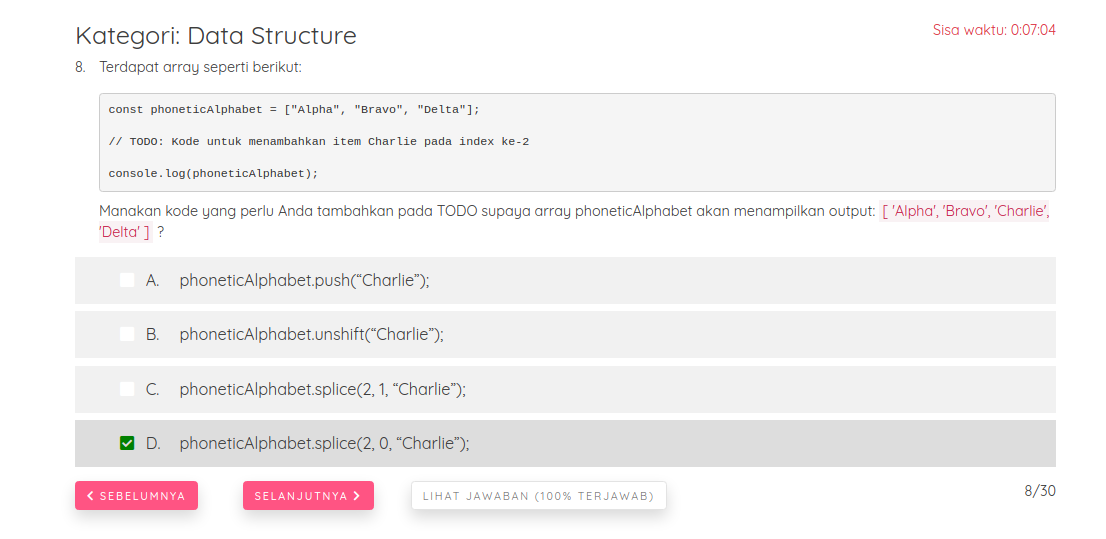 Kategori: Data Structure
Sisa waktu: 0:07:04
8. Terdapat array seperti berikut:
const phoneticAlphabet = ["Alpha", "Bravo", "Delta"];
// TODO: Kode untuk menambahkan item Charlie pada index ke-2
console.log(phoneticAlphabet);
Manakan kode yang perlu Anda tambahkan pada TODO supaya array phoneticAlphabet akan menampilkan output: [ 'Alpha', 'Bravo', 'Charlie',
'Delta' ] ?
A. phoneticAlphabet.push(“Charlie”);
B. phoneticAlphabet.unshift(“Charlie”);
C. phoneticAlphabet.splice(2, 1, “Charlie”);
D. phoneticAlphabet.splice(2, 0, “Charlie”);
SEBELUMNYA
SELANJUTNYA
LIHAT JAWABAN (100% TERJAWAB)
8/30